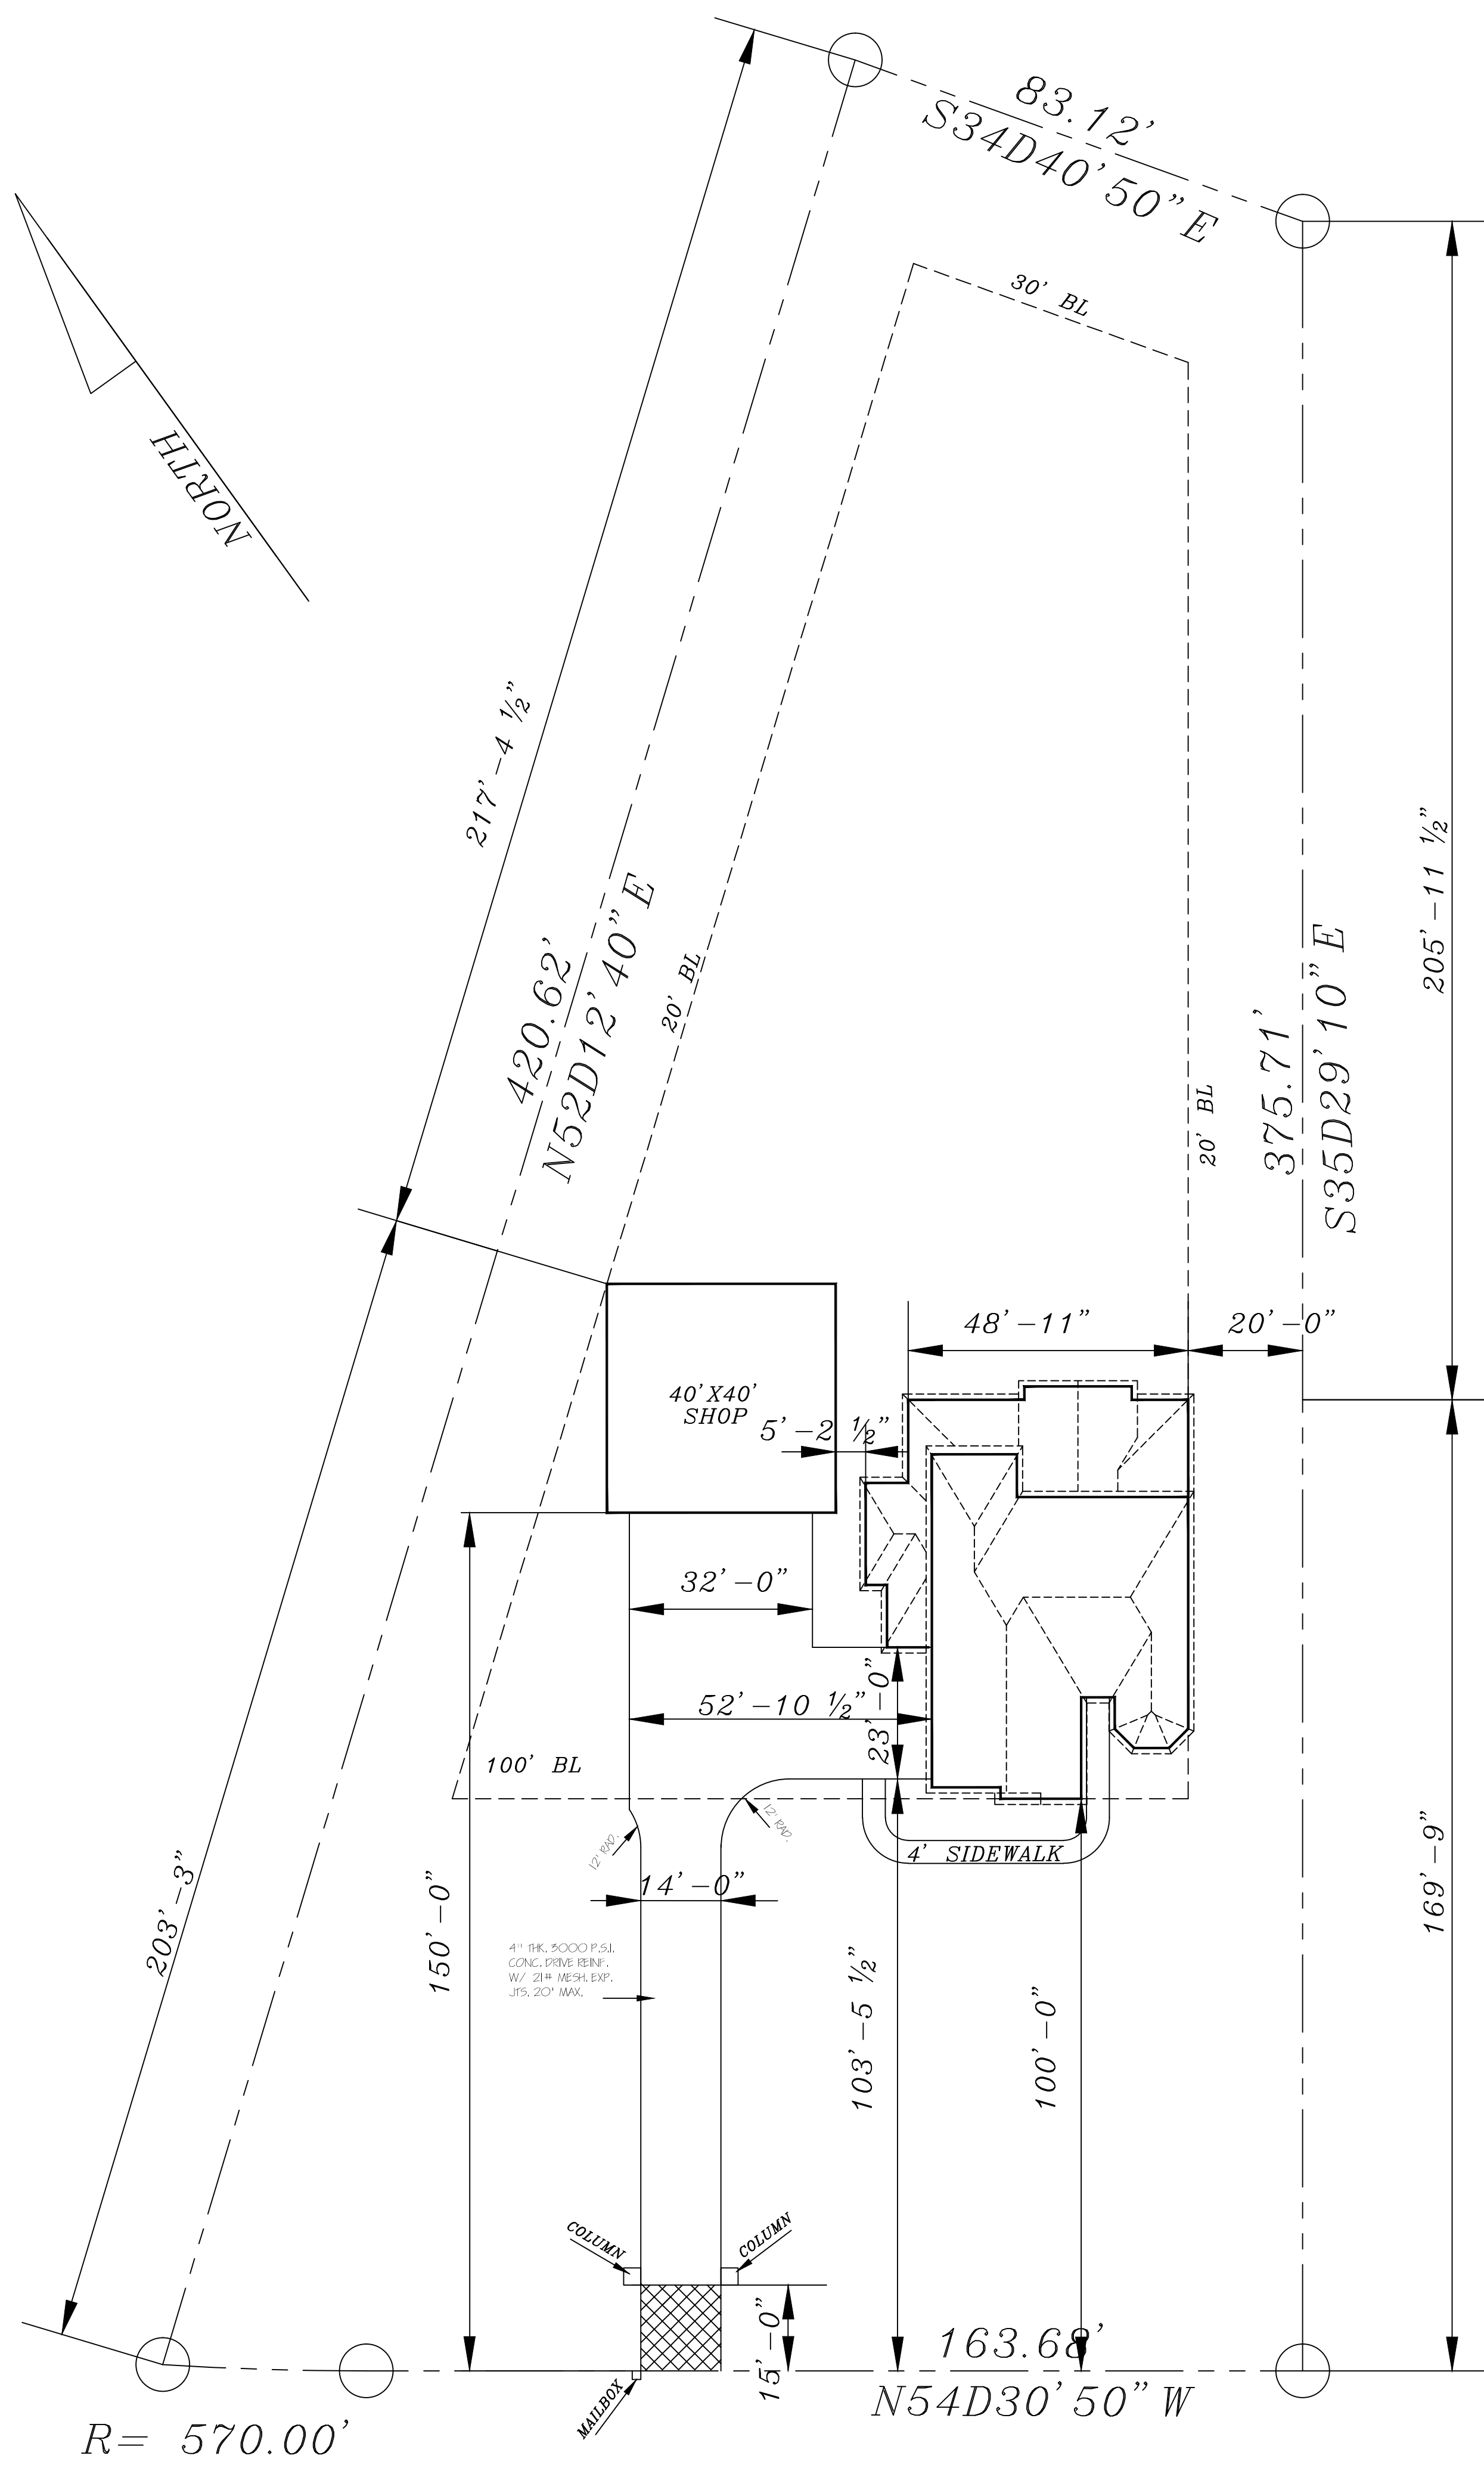 83.12'
S34D40'50"E
30' BL
NORTH
217'-4 ½"
420.62'
N52D12'40"E
20' BL
205'-11 ½"
375.71'
S35D29'10"E
20' BL
48'-11"
20'-0"
40'X40'
SHOP
5'-2 ½"
32'-0"
52'-10 ½"
23'-0"
100' BL
12' RAD.
12' RAD.
4' SIDEWALK
14'-0"
203'-3"
150'-0"
169'-9"
4" THK. 3000 P.S.I.
CONC. DRIVE REINF.
W/ 21# MESH. EXP.
JTS. 20' MAX.
103'-5 ½"
100'-0"
COLUMN
COLUMN
15'-0"
163.68'
N54D30'50"W
MAILBOX
R= 570.00'